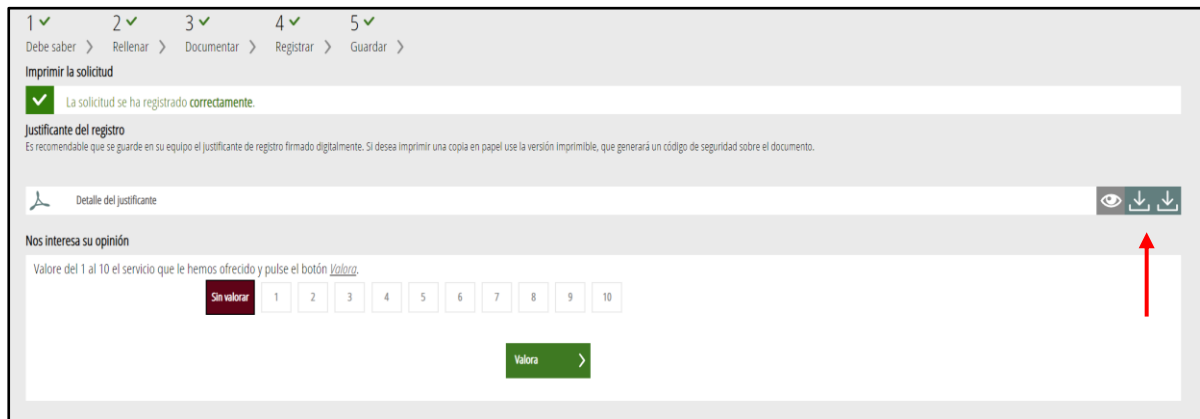 1 2 3 4 5
Debe saber Rellenar Documentar Registrar Guardar
Imprimir la solicitud
La solicitud se ha registrado correctamente.
Justificante del registro
Es recomendable que se guarde en su equipo el justificante de registro firmado digitalmente. Si desea imprimir una copia en papel use la versión imprimible, que generará un código de seguridad sobre el documento.
Detalle del justificante
Nos interesa su opinión
Valore del 1 al 10 el servicio que le hemos ofrecido y pulse el botón Valora.
Sin valorar 1 2 3 4 5 6 7 8 9 10
Valora